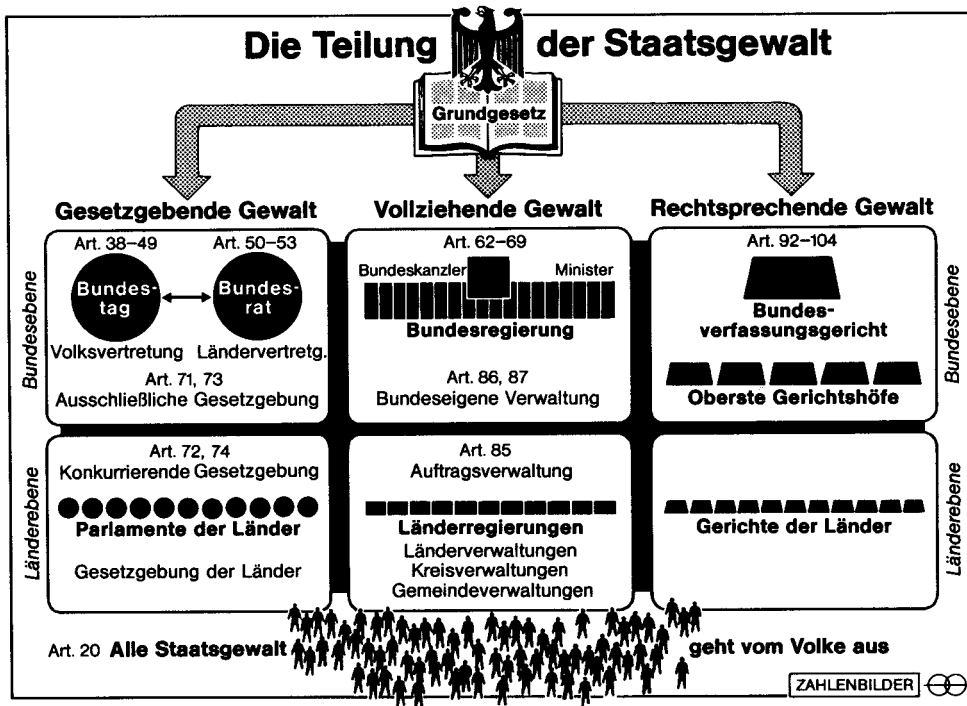 Die Teilung der Staatsgewalt
Grundgesetz
Gesetzgebende Gewalt
Vollziehende Gewalt
Rechtsprechende Gewalt
Bundesebene
Art. 38–49
Art. 50–53
Bundes-
tag
Bundes-
rat
Volksvertretung
Ländervertretg.
Art. 71, 73
Ausschließliche Gesetzgebung
Art. 62–69
Bundeskanzler
Minister
Bundesregierung
Art. 86, 87
Bundeseigene Verwaltung
Art. 92–104
Bundes-
verfassungsgericht
Oberste Gerichtshöfe
Bundesebene
Länderebene
Art. 72, 74
Konkurrierende Gesetzgebung
Parlamente der Länder
Gesetzgebung der Länder
Art. 85
Auftragsverwaltung
Länderregierungen
Länderverwaltungen
Kreisverwaltungen
Gemeindeverwaltungen
Gerichte der Länder
Länderebene
Art. 20 Alle Staatsgewalt geht vom Volke aus
ZAHLENBILDER